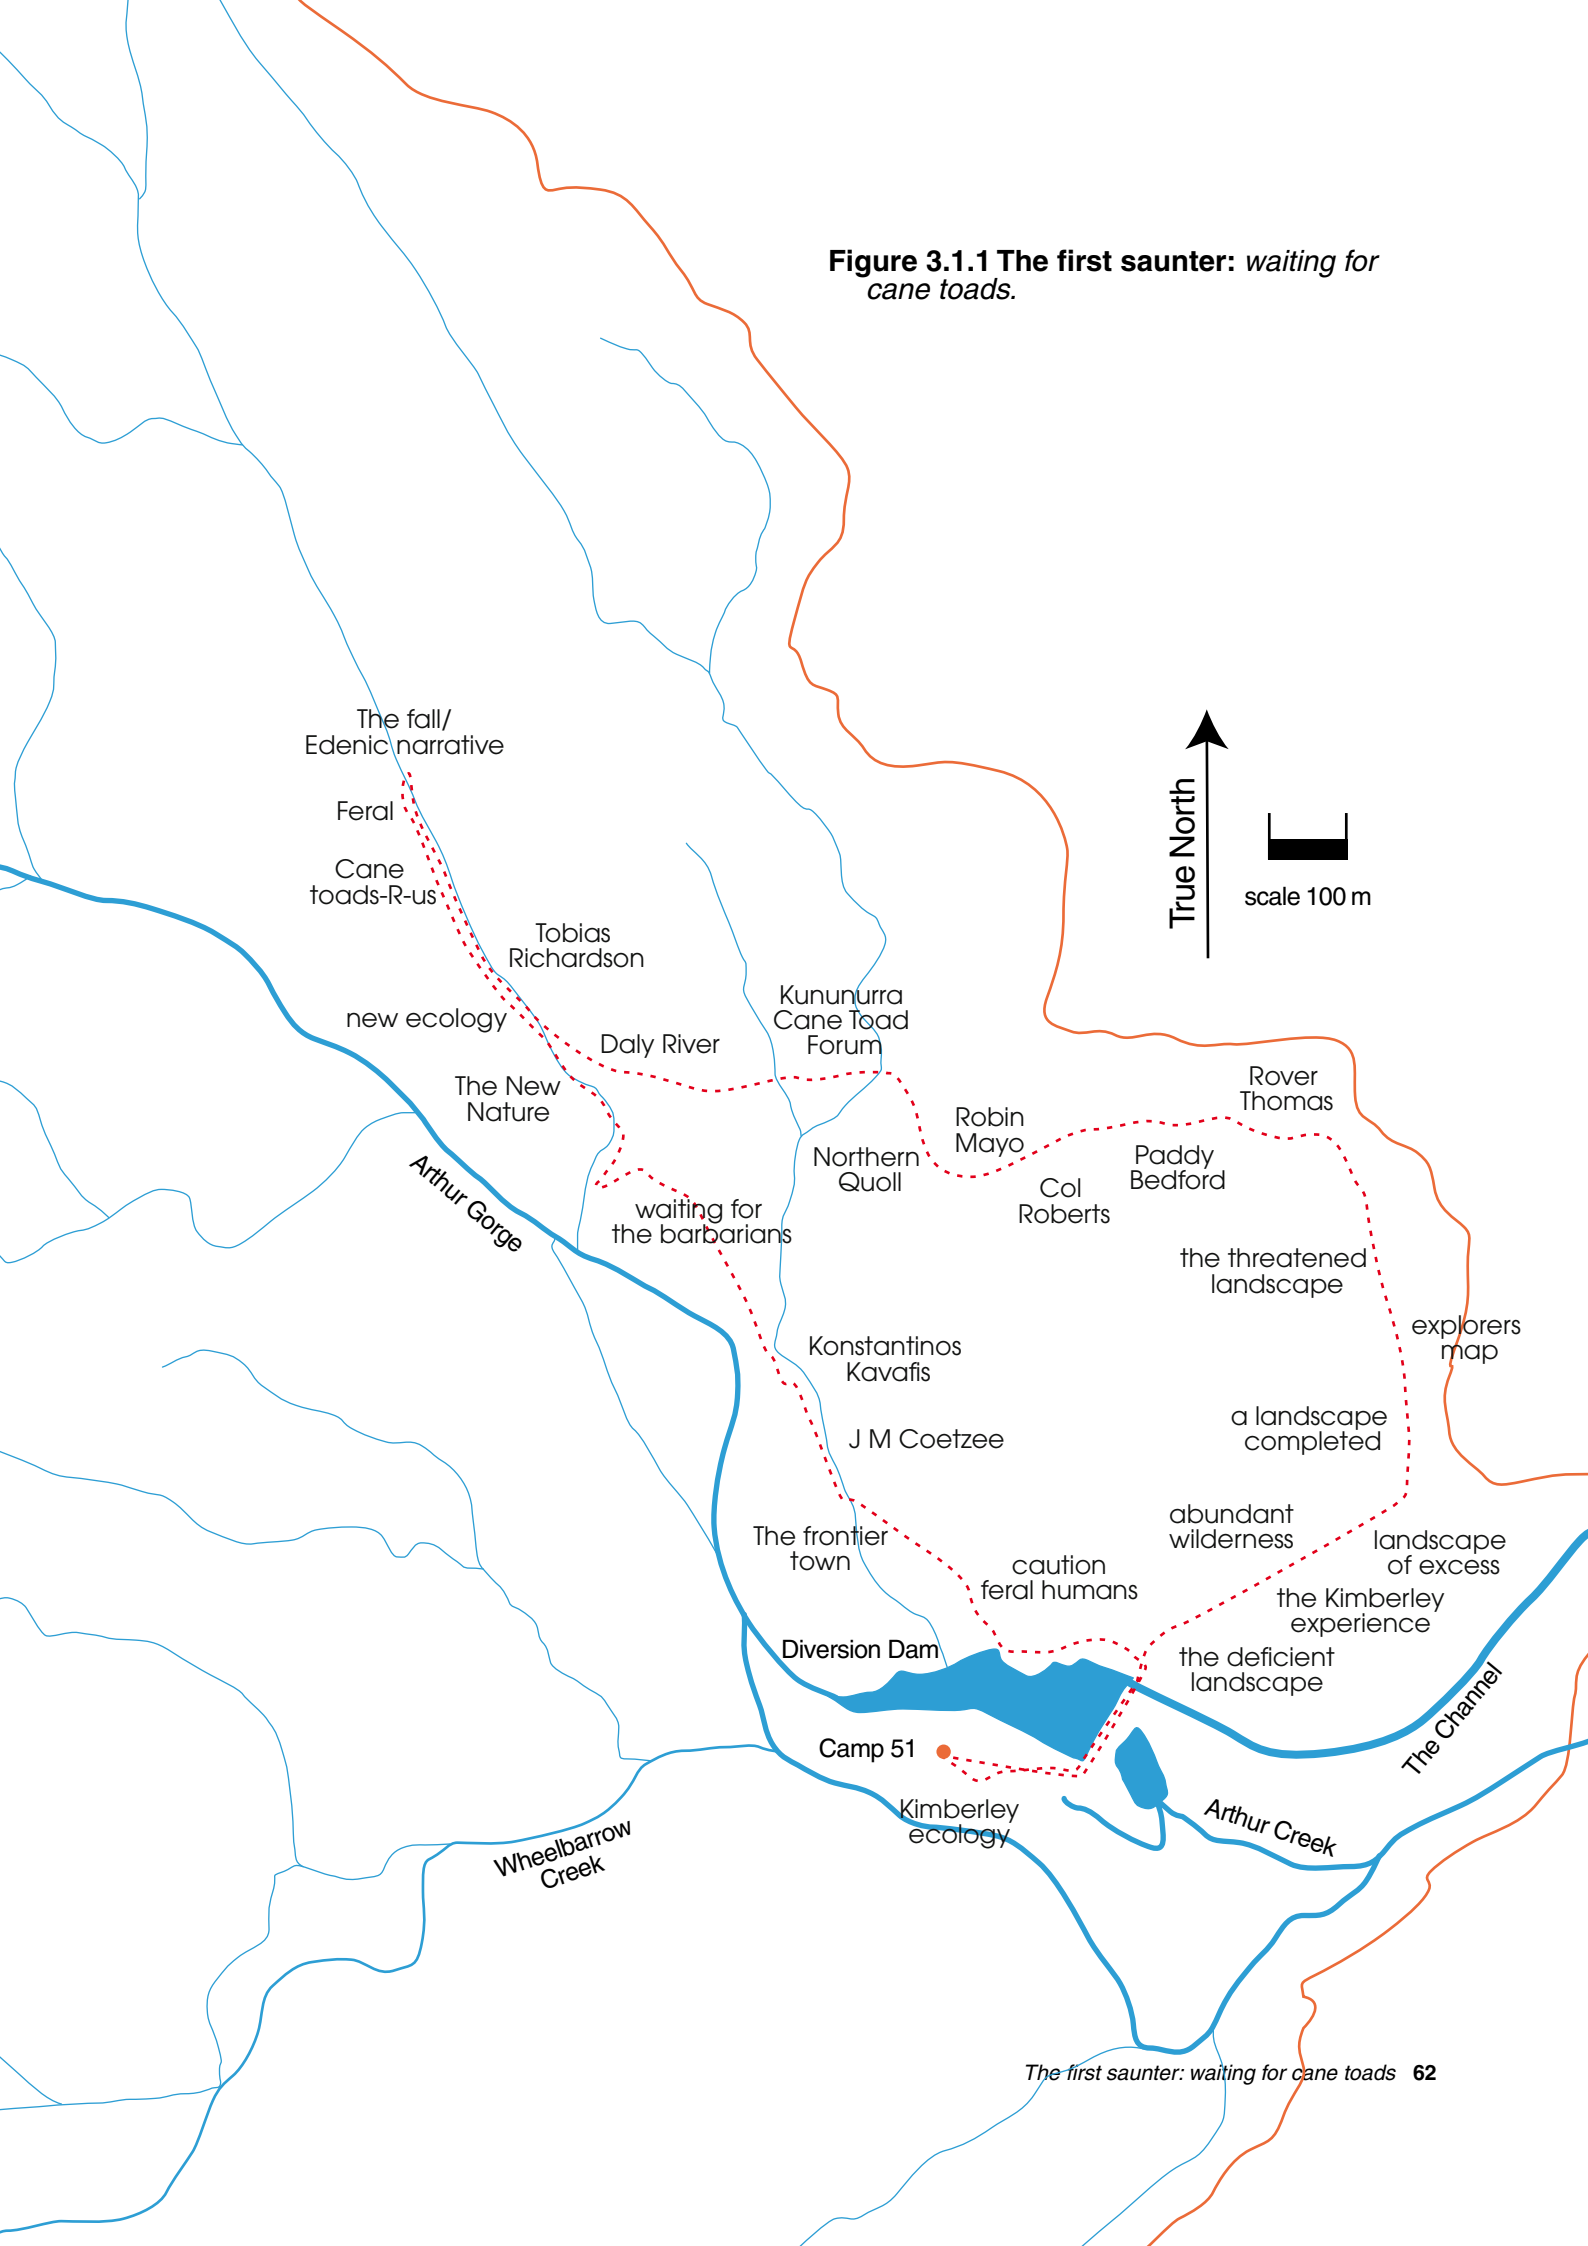 Figure 3.1.1 The first saunter: waiting for
cane toads.
The fall/
Edenic narrative
Feral
Cane
toads-R-us
True North
scale 100 m
Tobias
Richardson
new ecology
Daly River
Kununurra
Cane Toad
Forum
The New
Nature
Rover
Thomas
Robin
Mayo
Northern
Quoll
Paddy
Bedford
Col
Roberts
Arthur Gorge
waiting for
the barbarians
the threatened
landscape
explorers
map
Konstantinos
Kavafis
a landscape
completed
J M Coetzee
The frontier
town
abundant
wilderness
landscape
of excess
caution
feral humans
the Kimberley
experience
Diversion Dam
the deficient
landscape
The Channel
Camp 51
Kimberley
ecology
Arthur Creek
Wheelbarrow
Creek
The first saunter: waiting for cane toads 62